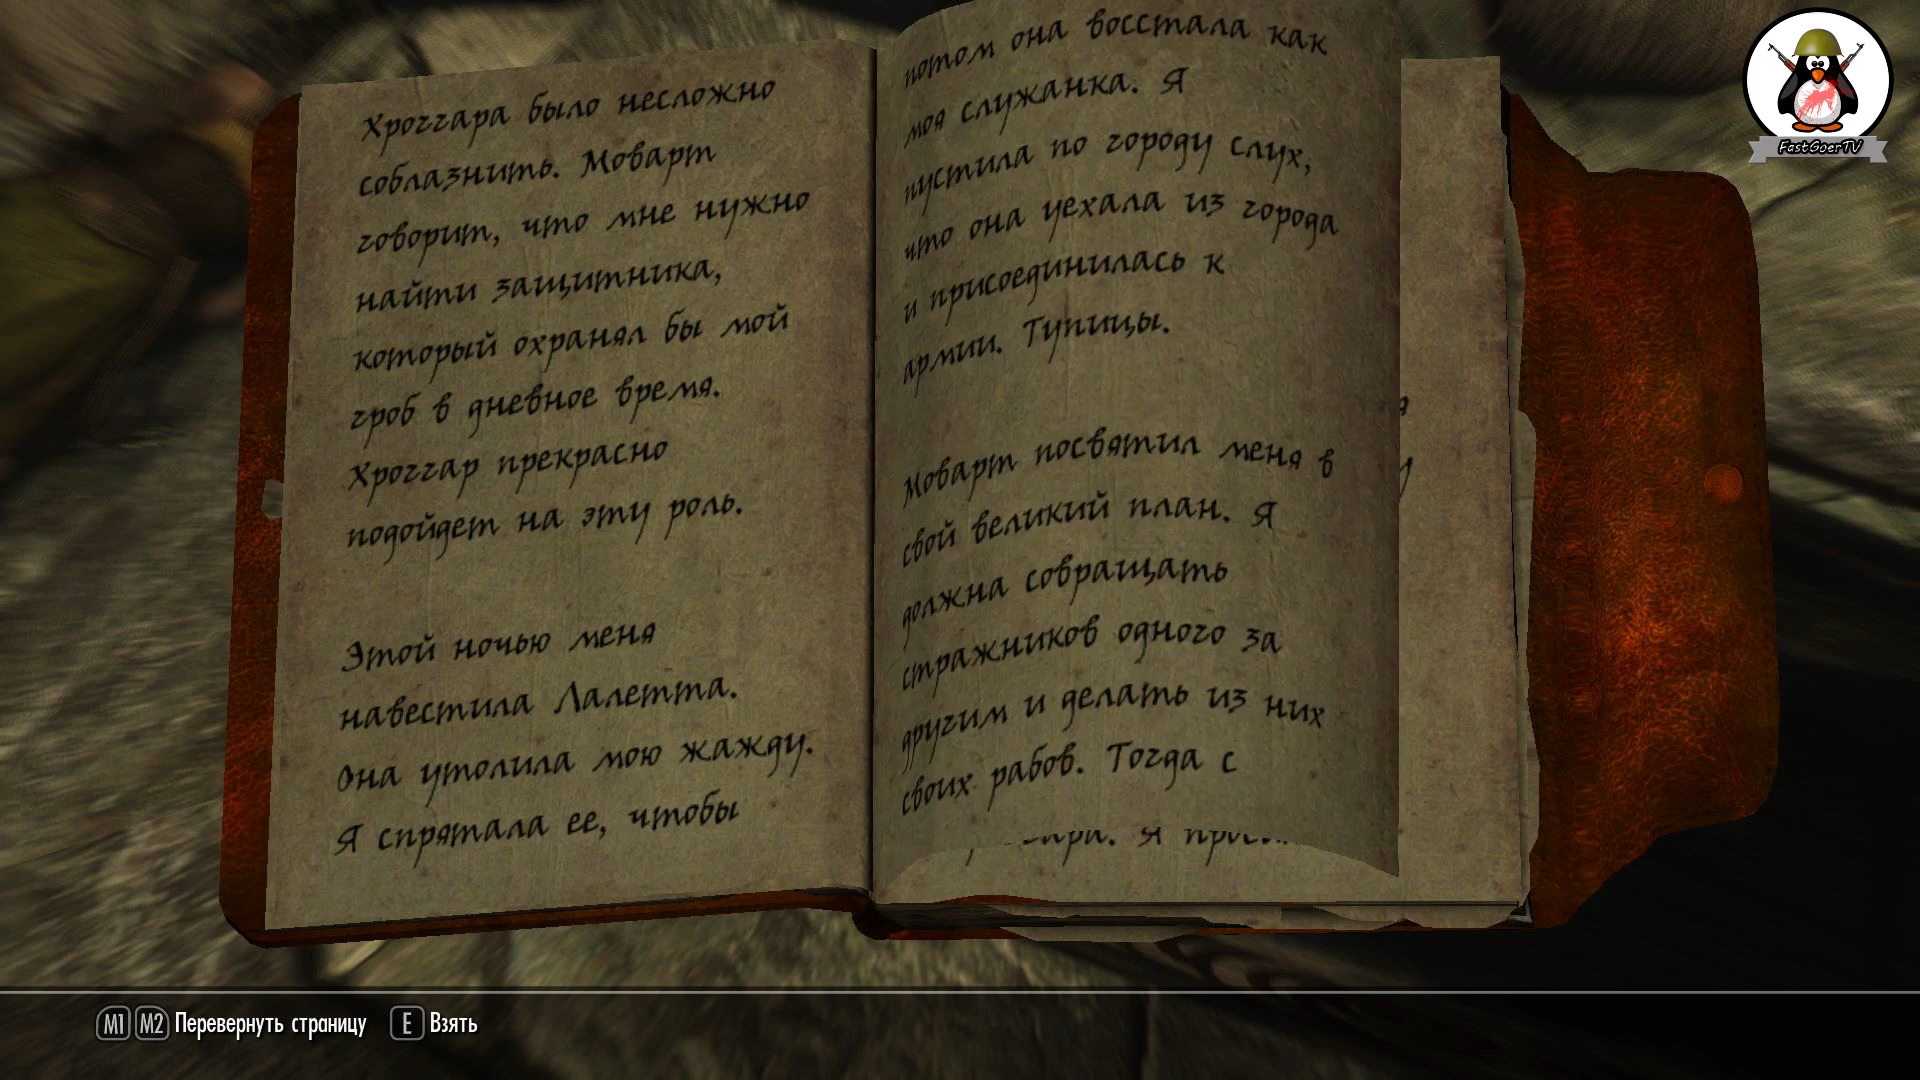 Хроггара было несложно
соблазнить. Моварт
говорит, что мне нужно
найти защитника,
который охранял бы мой
гроб в дневное время.
Хроггар прекрасно
подойдет на эту роль.
Этой ночью меня
навестила Лалетта.
Она утолила мою жажду.
Я спрятала ее, чтобы
потом она восстала как
моя служанка. Я
пустила по городу слух,
что она уехала из города
и присоединилась к
армии. Тупицы.
Моварт посвятил меня в
свой великий план. Я
должна совращать
стражников одного за
другим и делать из них
своих рабов. Тогда с
FastGoerTV
M1 M2 Перевернуть страницу E Взять